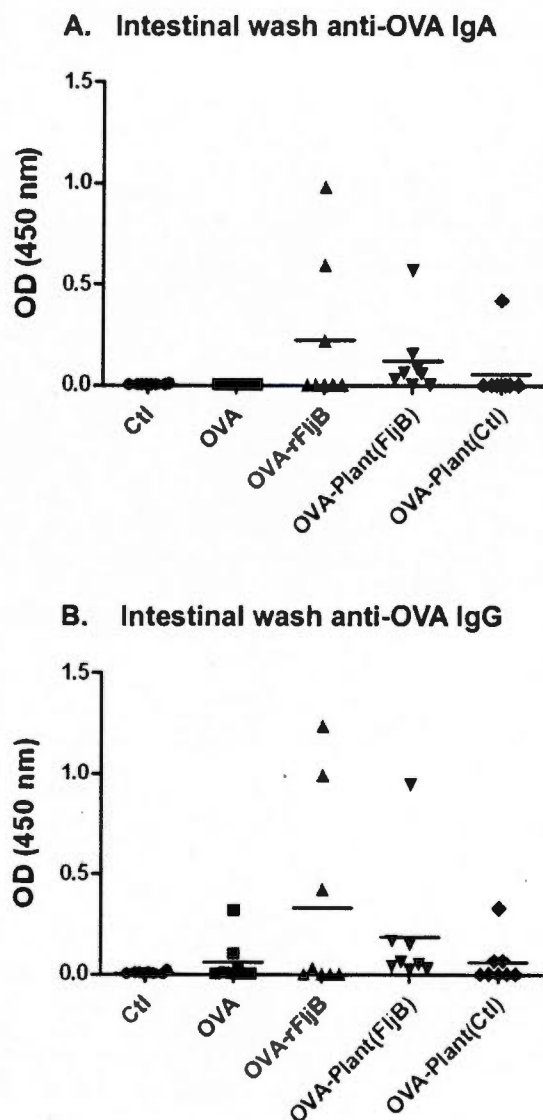 A. Intestinal wash anti-OVA IgA
1.5
1.0
0.5
0.0
OD (450 nm)
Ctl
OVA
OVA-rFljB
OVA-Plant(FljB)
OVA-Plant(Ctl)
B. Intestinal wash anti-OVA IgG
1.5
1.0
0.5
0.0
OD (450 nm)
Ctl
OVA
OVA-rFljB
OVA-Plant(FljB)
OVA-Plant(Ctl)